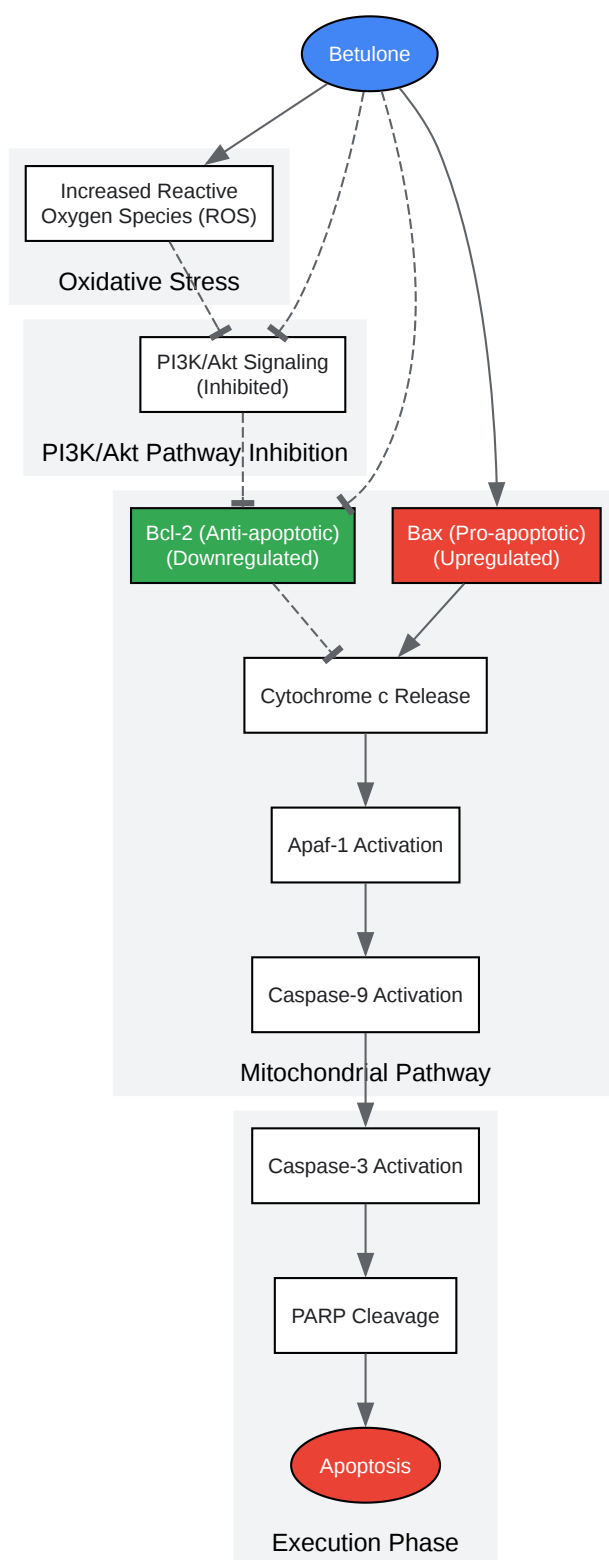 Betulone
Increased Reactive
Oxygen Species (ROS)
Oxidative Stress
PI3K/Akt Signaling
(Inhibited)
PI3K/Akt Pathway Inhibition
Bcl-2 (Anti-apoptotic)
(Downregulated)
Bax (Pro-apoptotic)
(Upregulated)
Cytochrome c Release
Apaf-1 Activation
Caspase-9 Activation
Mitochondrial Pathway
Caspase-3 Activation
PARP Cleavage
Apoptosis
Execution Phase